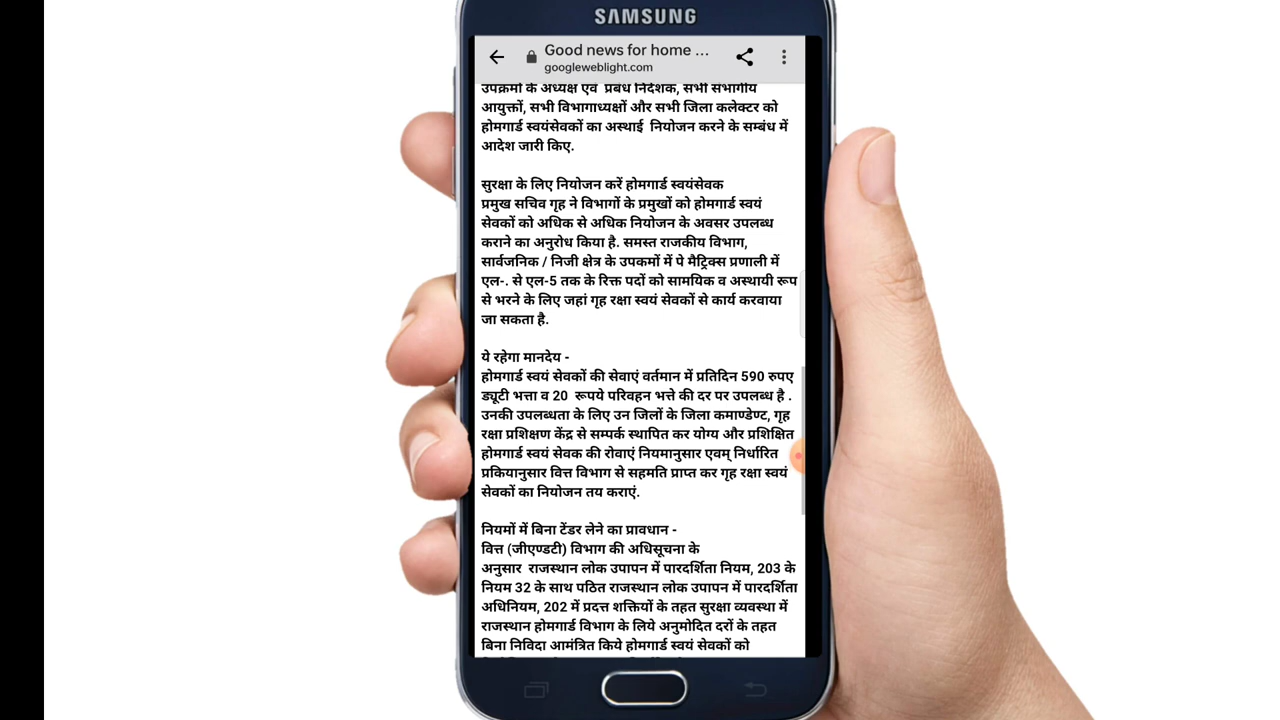 SAMSUNG
Good news for home ...
googleweblight.com
उपक्रमों के अध्यक्ष एवं प्रबंध निदेशक, सभी संभागीय
आयुक्तों, सभी विभागाध्यक्षों और सभी जिला कलेक्टर को
होमगार्ड स्वयंसेवकों का अस्थाई नियोजन करने के सम्बंध में
आदेश जारी किए.
सुरक्षा के लिए नियोजन करें होमगार्ड स्वयंसेवक
प्रमुख सचिव गृह ने विभागों के प्रमुखों को होमगार्ड स्वयं
सेवकों को अधिक से अधिक नियोजन के अवसर उपलब्ध
कराने का अनुरोध किया है. समस्त राजकीय विभाग,
सार्वजनिक / निजी क्षेत्र के उपकमों में पे मैट्रिक्स प्रणाली में
एल-. से एल-5 तक के रिक्त पदों को सामयिक व अस्थायी रूप
से भरने के लिए जहां गृह रक्षा स्वयं सेवकों से कार्य करवाया
जा सकता है.
ये रहेगा मानदेय -
होमगार्ड स्वयं सेवकों की सेवाएं वर्तमान में प्रतिदिन 590 रुपए
ड्यूटी भत्ता व 20 रूपये परिवहन भत्ते की दर पर उपलब्ध है .
उनकी उपलब्धता के लिए उन जिलों के जिला कमाण्डेण्ट, गृह
रक्षा प्रशिक्षण केंद्र से सम्पर्क स्थापित कर योग्य और प्रशिक्षित
होमगार्ड स्वयं सेवक की रोवाएं नियमानुसार एवम् निर्धारित
प्रकियानुसार वित्त विभाग से सहमति प्राप्त कर गृह रक्षा स्वयं
सेवकों का नियोजन तय कराएं.
नियमों में बिना टेंडर लेने का प्रावधान -
वित्त (जीएण्डटी) विभाग की अधिसूचना के
अनुसार राजस्थान लोक उपापन में पारदर्शिता नियम, 203 के
नियम 32 के साथ पठित राजस्थान लोक उपापन में पारदर्शिता
अधिनियम, 202 में प्रदत्त शक्तियों के तहत सुरक्षा व्यवस्था में
राजस्थान होमगार्ड विभाग के लिये अनुमोदित दरों के तहत
बिना निविदा आमंत्रित किये होमगार्ड स्वयं सेवकों को